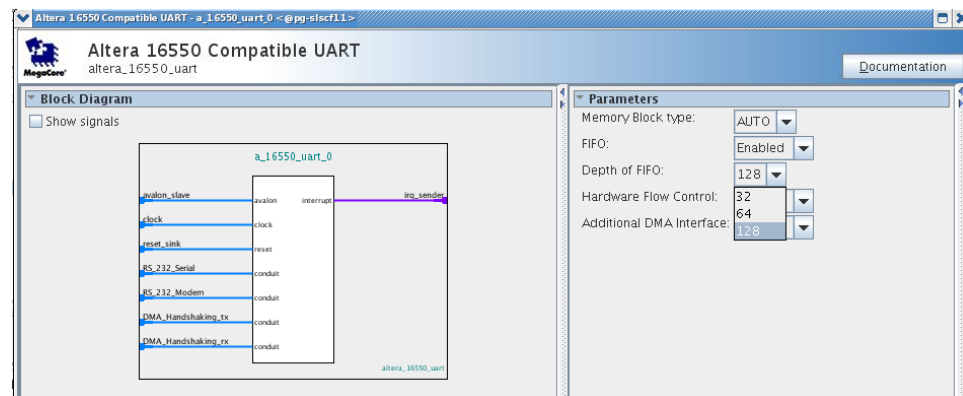 Altera 16550 Compatible UART - a_16550_uart_0 <@pg-slscf11>
Altera 16550 Compatible UART
altera_16550_uart
MegaCore'
Documentation
Block Diagram
Show signals
a_16550_uart_0
avalon_slave
avalon
interrupt
irq_sender
clock
clock
reset_sink
reset
RS_232_Serial
conduit
RS_232_Modem
conduit
DMA_Handshaking_tx
conduit
DMA_Handshaking_rx
conduit
altera_16550_uart
Parameters
Memory Block type: AUTO
FIFO: Enabled
Depth of FIFO: 128
Hardware Flow Control:
Additional DMA Interface:
32
64
128